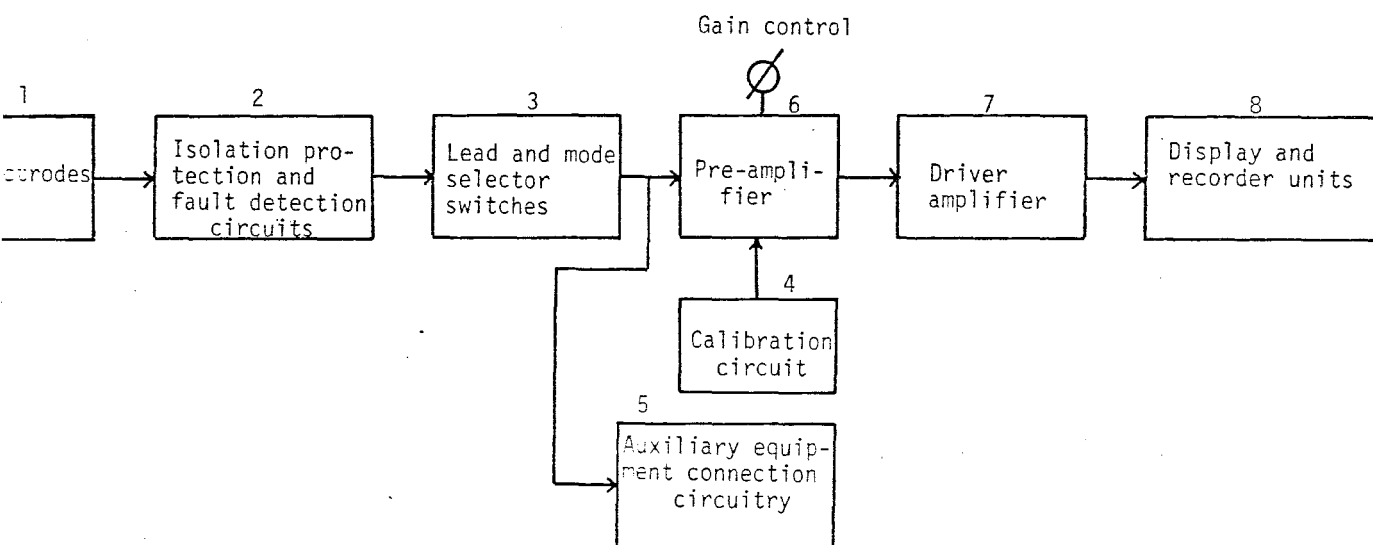 Gain control
1
2
3
6
7
8
ctrodes
Isolation pro-
tection and
fault detection
circuits
Lead and mode
selector
switches
Pre-ampli-
fier
Driver
amplifier
Display and
recorder units
4
Calibration
circuit
5
Auxiliary equip-
ment connection
circuitry